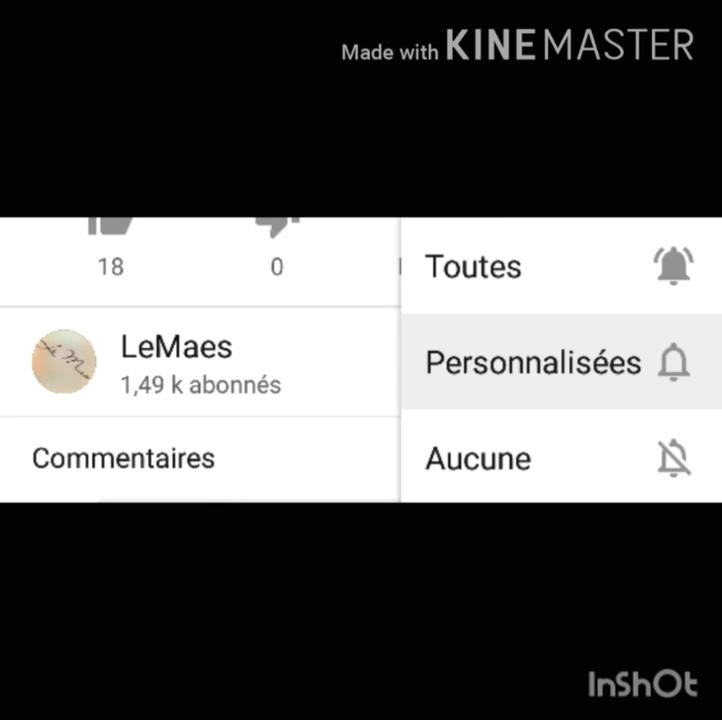 Made with KINEMASTER
18
0
Toutes
LeMaes
1,49 k abonnés
Personnalisées
Commentaires
Aucune
InShOt